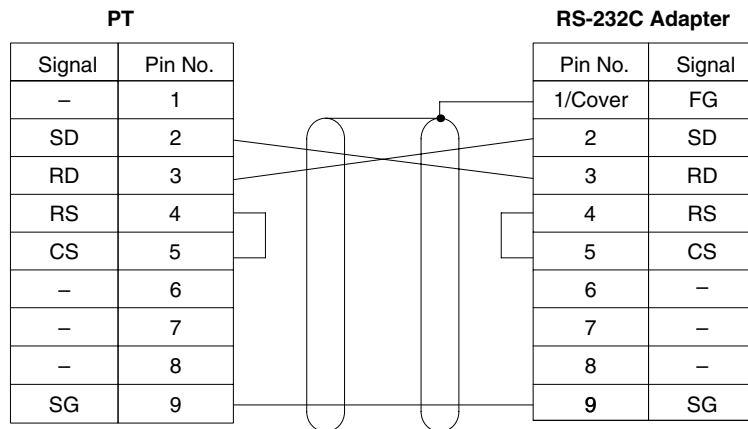 PT RS-232C Adapter
Signal Pin No. Pin No. Signal
– 1 1/Cover FG
SD 2 2 SD
RD 3 3 RD
RS 4 4 RS
CS 5 5 CS
– 6 6 –
– 7 7 –
– 8 8 –
SG 9 9 SG